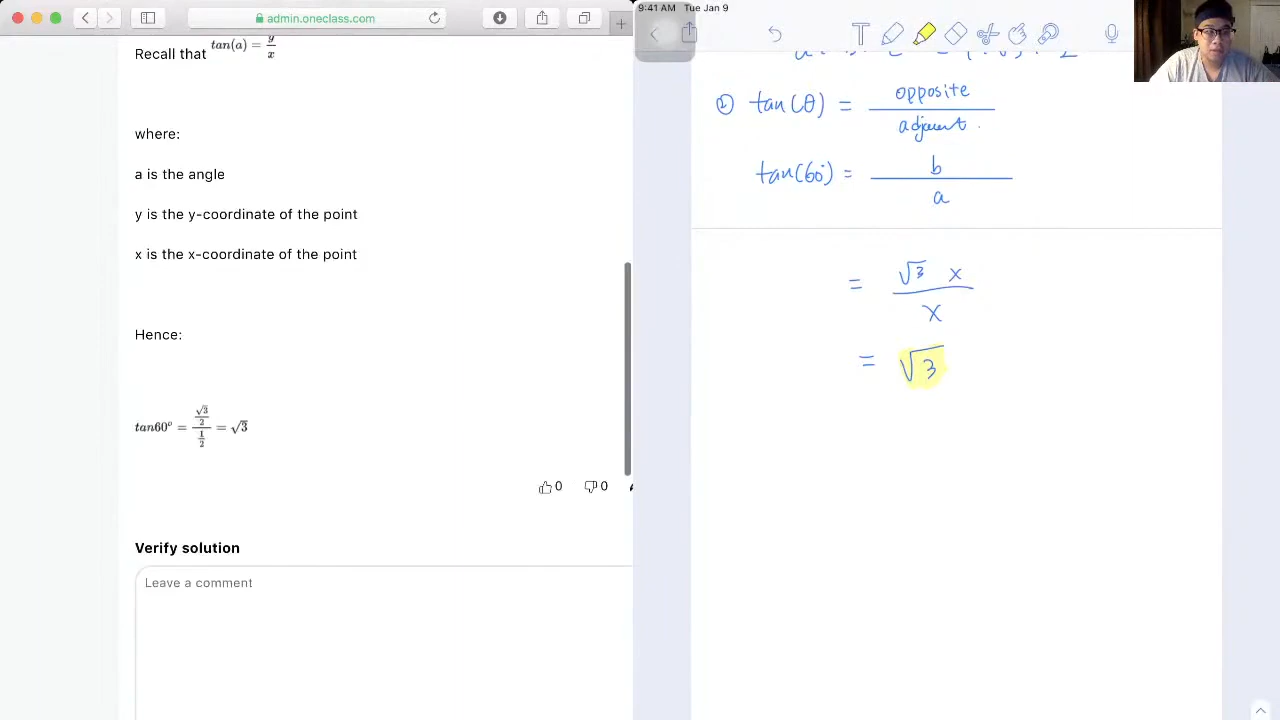 admin.oneclass.com
Recall that tan(a) = y/x
where:
a is the angle
y is the y-coordinate of the point
x is the x-coordinate of the point
Hence:
tan60° = (√3/2)/(1/2) = √3
0 0
Verify solution
Leave a comment
9:41 AM Tue Jan 9
② tan(θ) = opposite / adjacent
tan(60°) = b / a
= √3 x / x
= √3